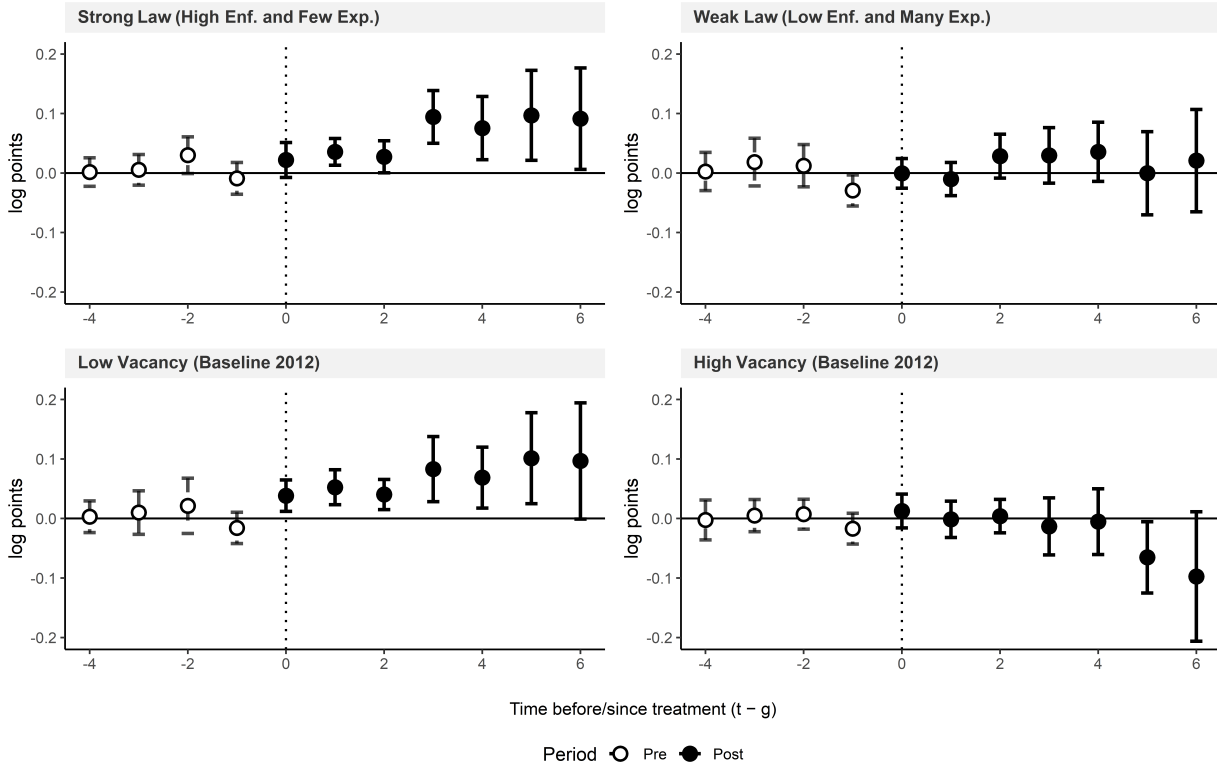 Strong Law (High Enf. and Few Exp.)
Weak Law (Low Enf. and Many Exp.)
log points
0.2
0.1
0.0
-0.1
-0.2
-4 -2 0 2 4 6
log points
0.2
0.1
0.0
-0.1
-0.2
-4 -2 0 2 4 6
Low Vacancy (Baseline 2012)
High Vacancy (Baseline 2012)
log points
0.2
0.1
0.0
-0.1
-0.2
-4 -2 0 2 4 6
log points
0.2
0.1
0.0
-0.1
-0.2
-4 -2 0 2 4 6
Time before/since treatment (t − g)
Period Pre Post